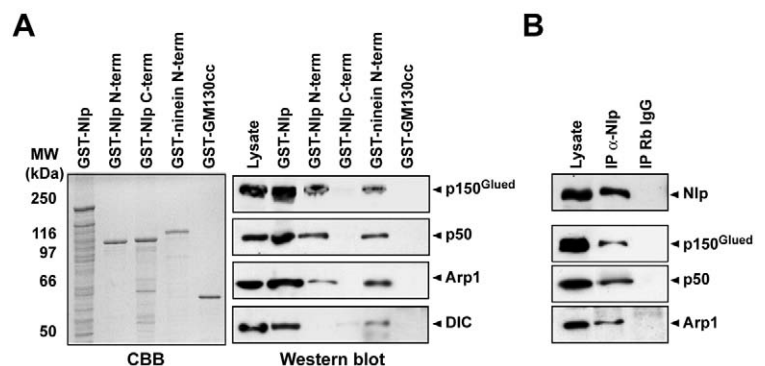 A
GST-Nlp
GST-Nlp N-term
GST-Nlp C-term
GST-ninein N-term
GST-GM130cc
MW
(kDa)
250
116
97
66
50
CBB
Lysate
GST-Nlp
GST-Nlp N-term
GST-Nlp C-term
GST-ninein N-term
GST-GM130cc
p150Glued
p50
Arp1
DIC
Western blot
B
Lysate
IP α-Nlp
IP Rb IgG
Nlp
p150Glued
p50
Arp1